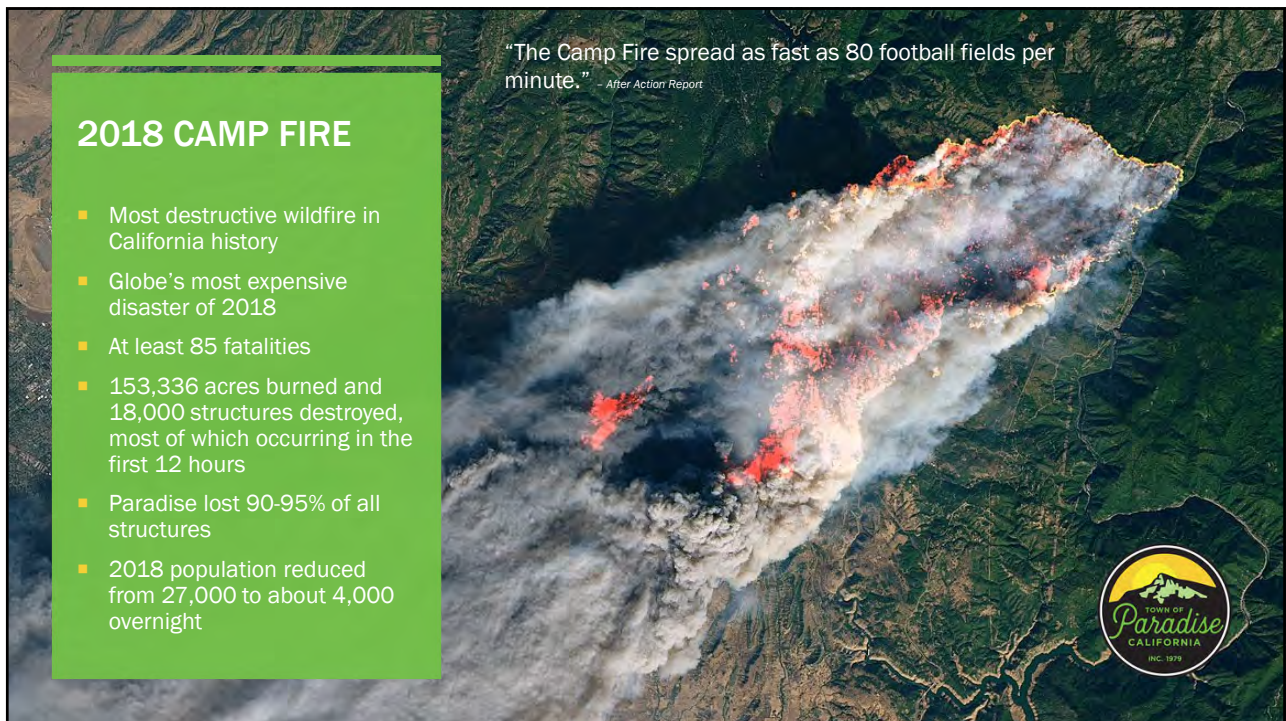 “The Camp Fire spread as fast as 80 football fields per
minute.” – After Action Report
2018 CAMP FIRE
■ Most destructive wildfire in
California history
■ Globe’s most expensive
disaster of 2018
■ At least 85 fatalities
■ 153,336 acres burned and
18,000 structures destroyed,
most of which occurring in the
first 12 hours
■ Paradise lost 90-95% of all
structures
■ 2018 population reduced
from 27,000 to about 4,000
overnight
TOWN OF
Paradise
CALIFORNIA
INC. 1979